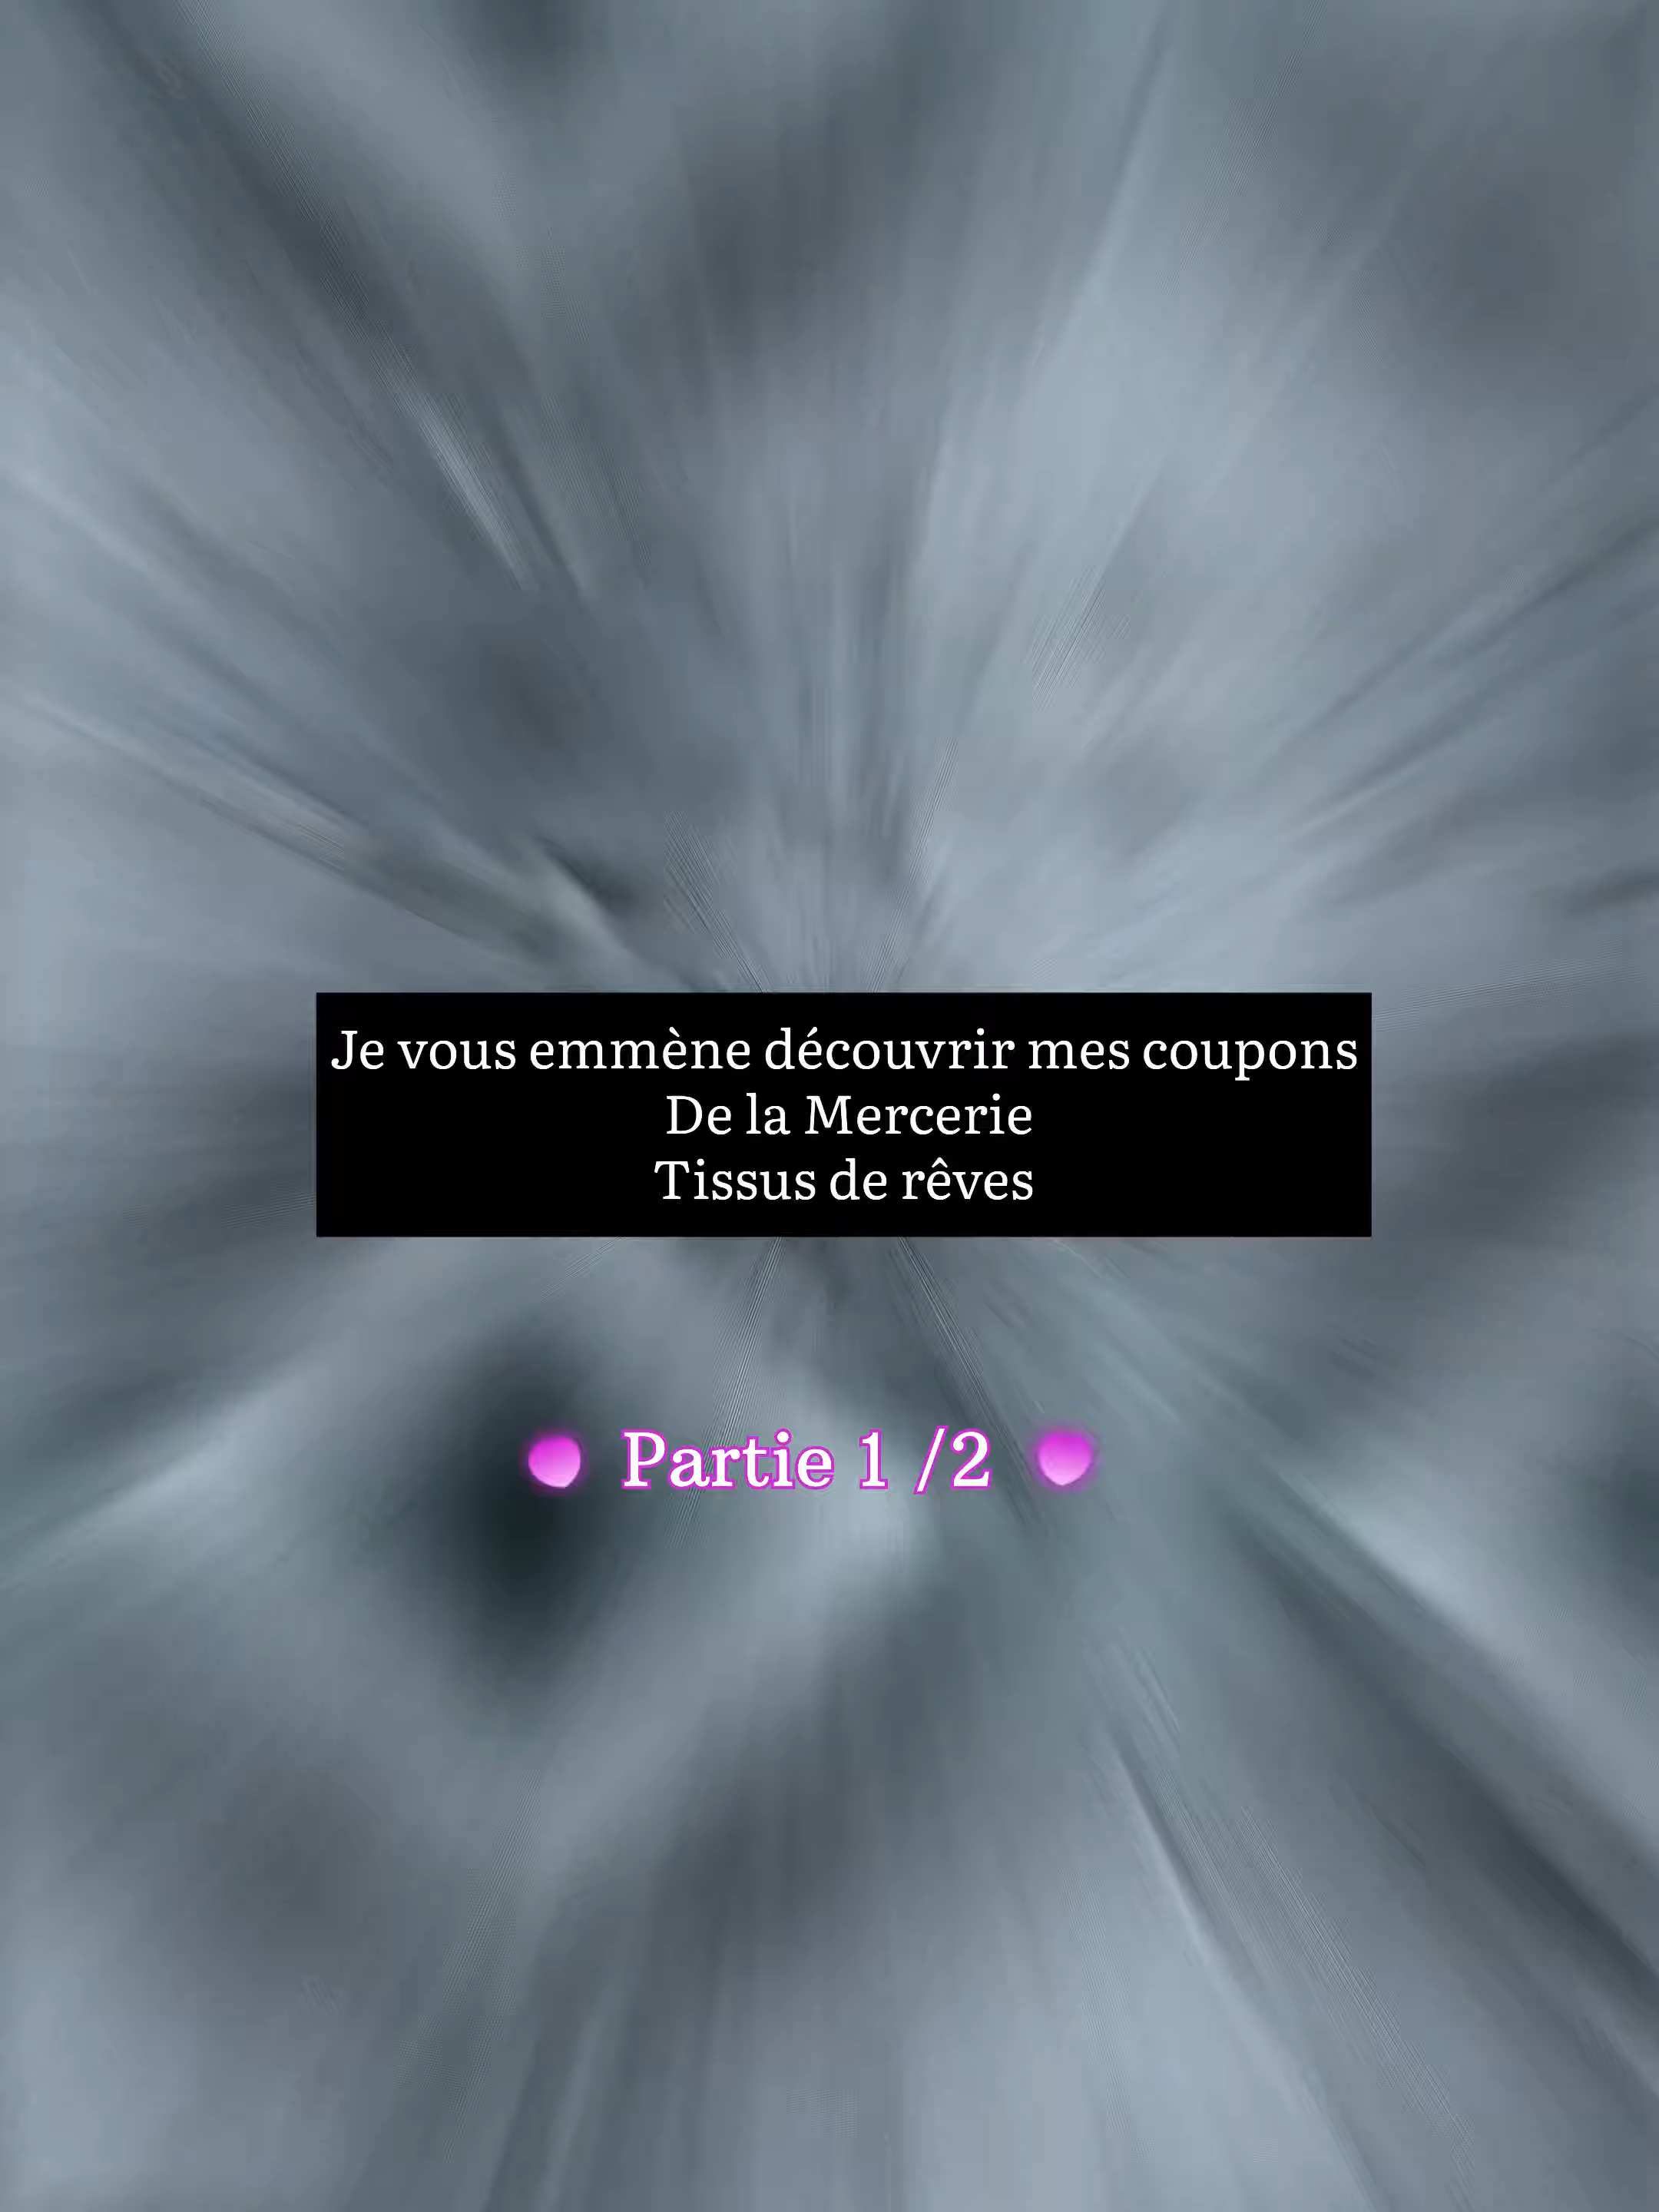 Je vous emmène découvrir mes coupons
De la Mercerie
Tissus de rêves
Partie 1 /2